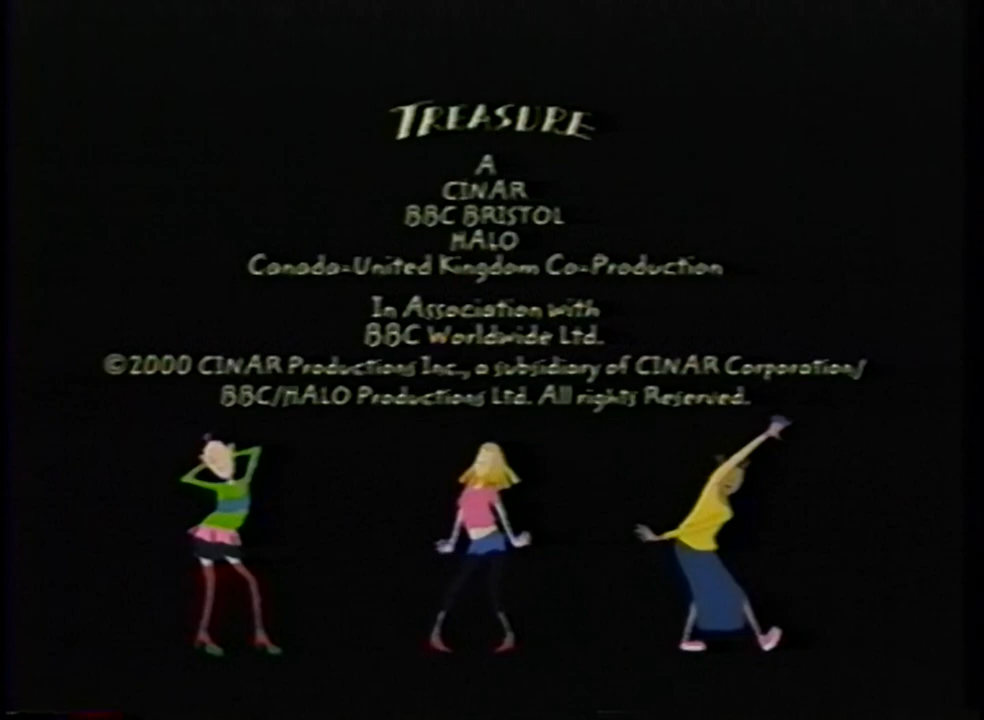 TREASURE
A
CINAR
BBC BRISTOL
HALO
Canada-United Kingdom Co-Production
In Association with
BBC Worldwide Ltd.
©2000 CINAR Productions Inc., a subsidiary of CINAR Corporation/
BBC/HALO Productions Ltd. All rights Reserved.